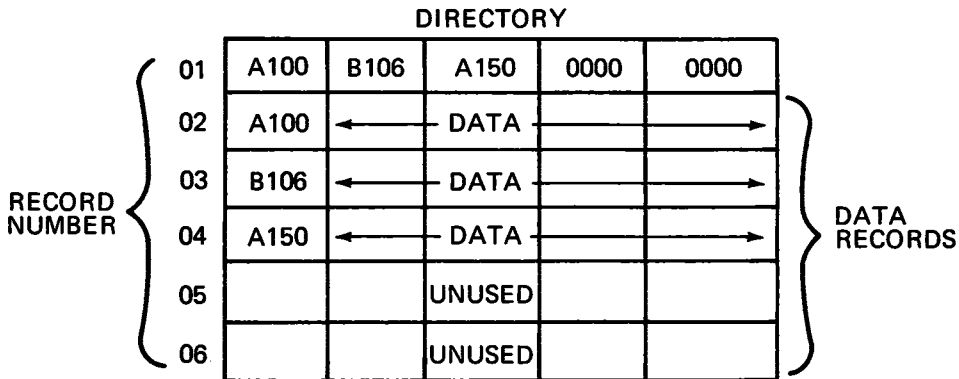 DIRECTORY
01 A100 B106 A150 0000 0000
02 A100 DATA
03 B106 DATA
04 A150 DATA
05 UNUSED
06 UNUSED
RECORD
NUMBER
DATA
RECORDS